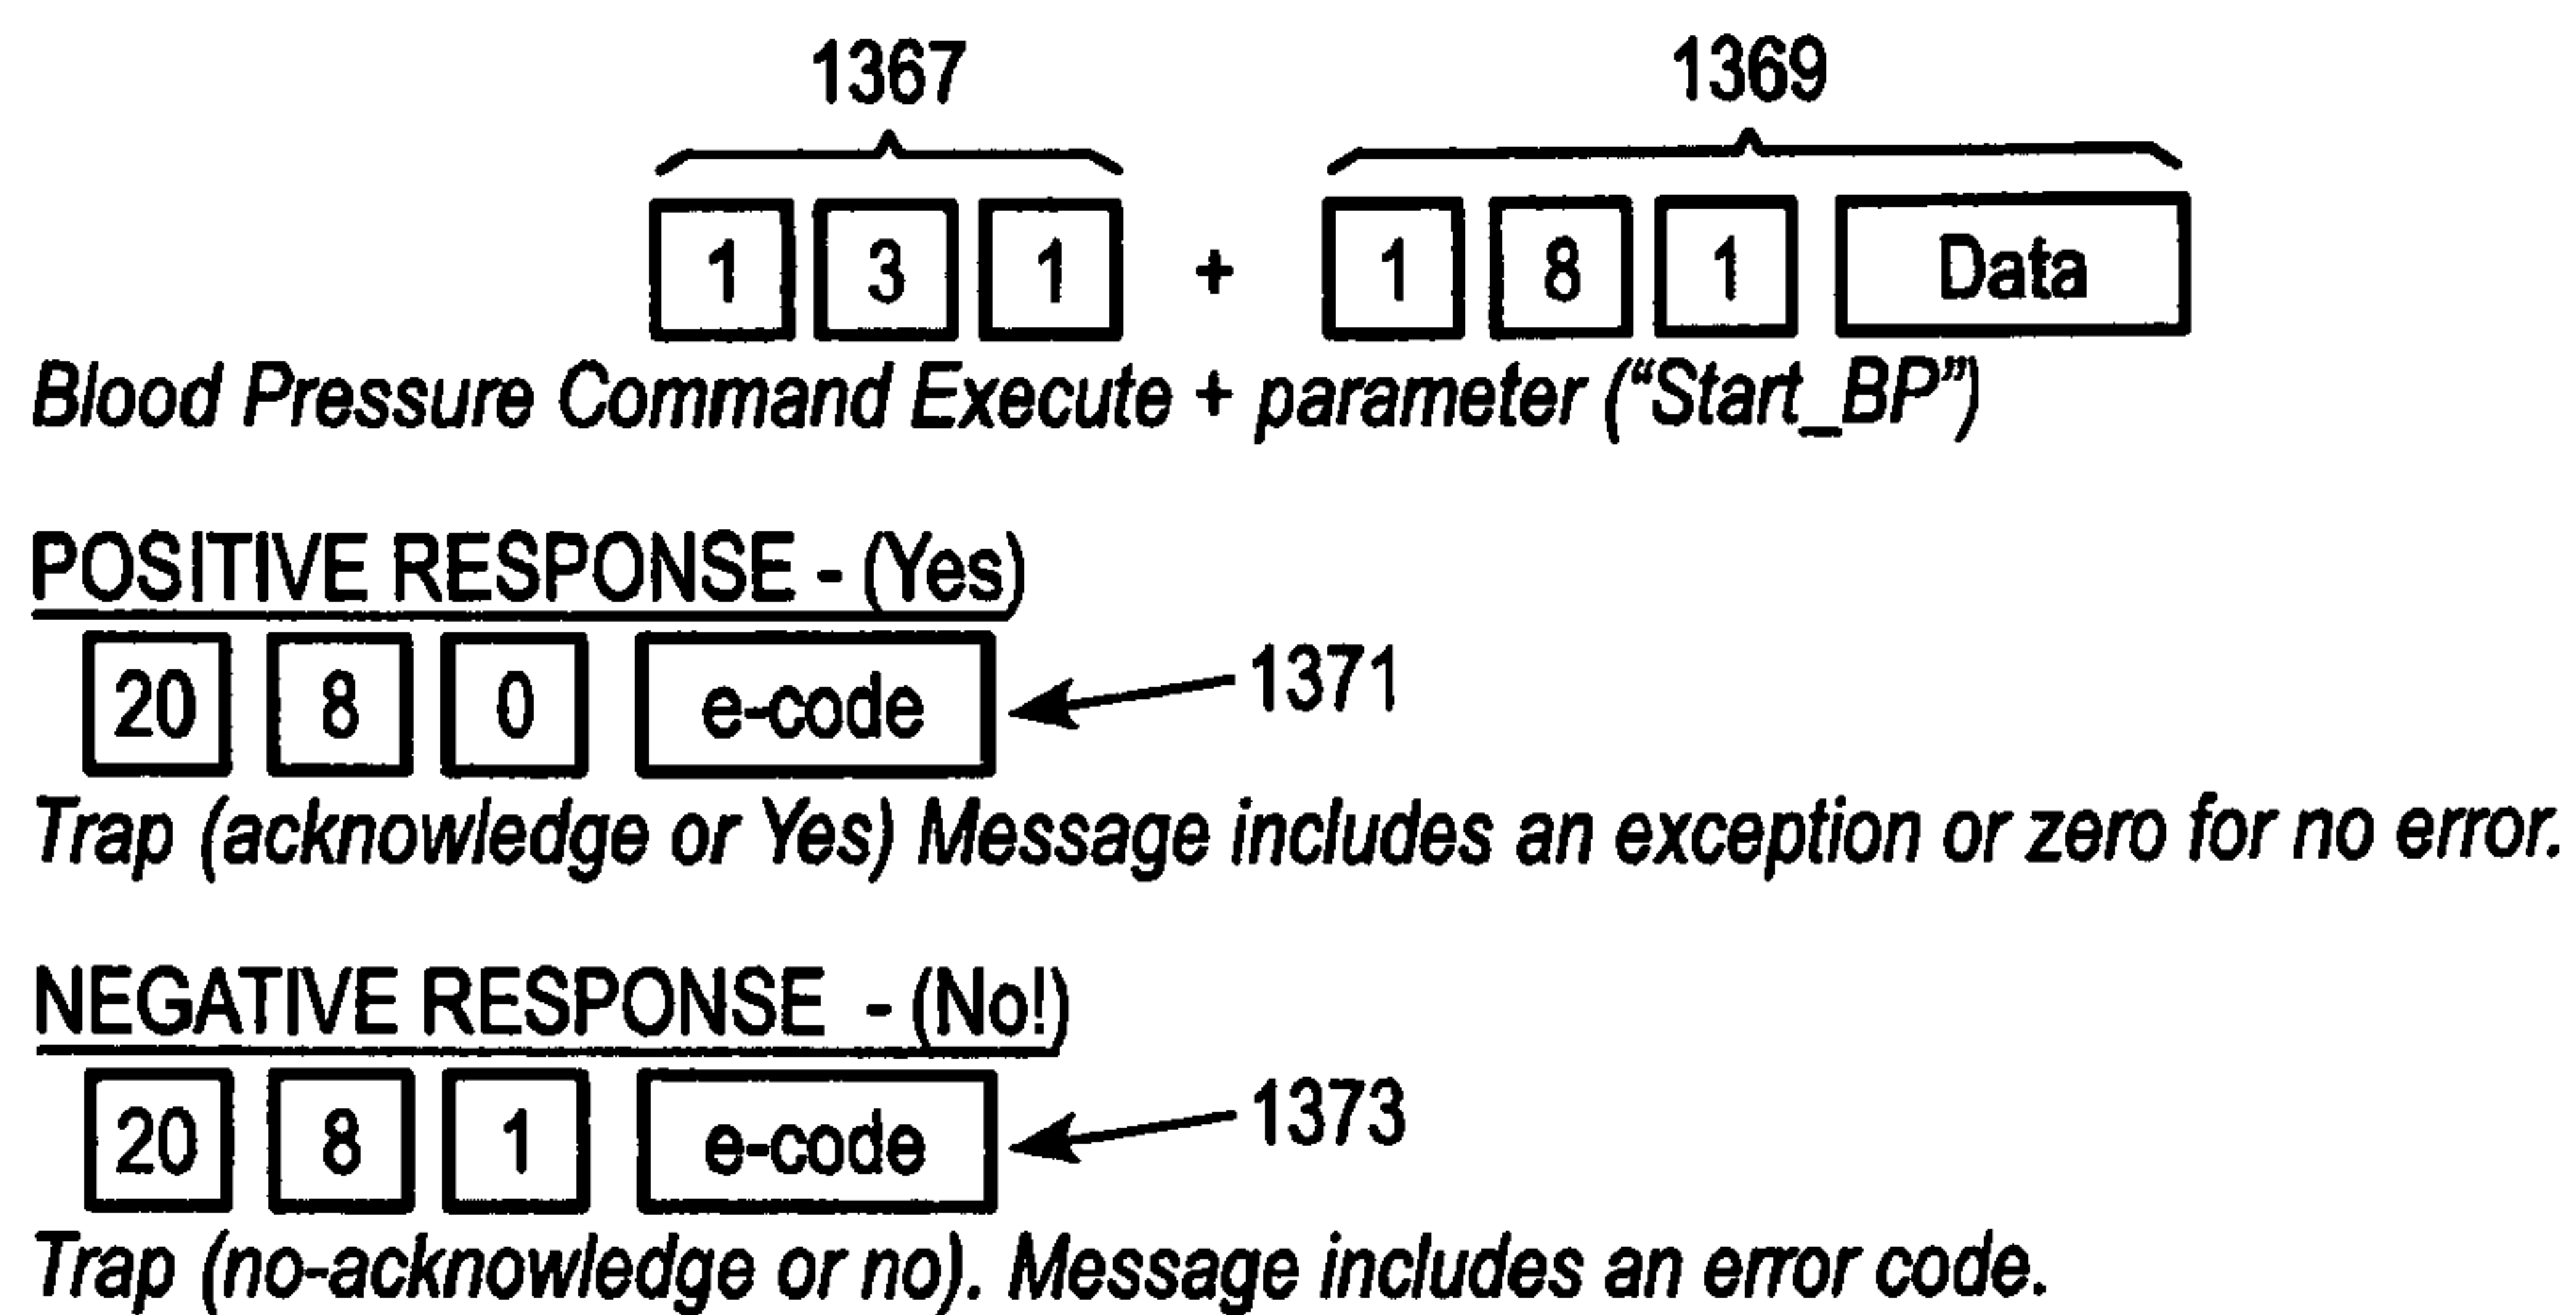 1367 1369
1 3 1 + 1 8 1 Data
Blood Pressure Command Execute + parameter (“Start_BP”)
POSITIVE RESPONSE - (Yes)
20 8 0 e-code 1371
Trap (acknowledge or Yes) Message includes an exception or zero for no error.
NEGATIVE RESPONSE - (No!)
20 8 1 e-code 1373
Trap (no-acknowledge or no). Message includes an error code.